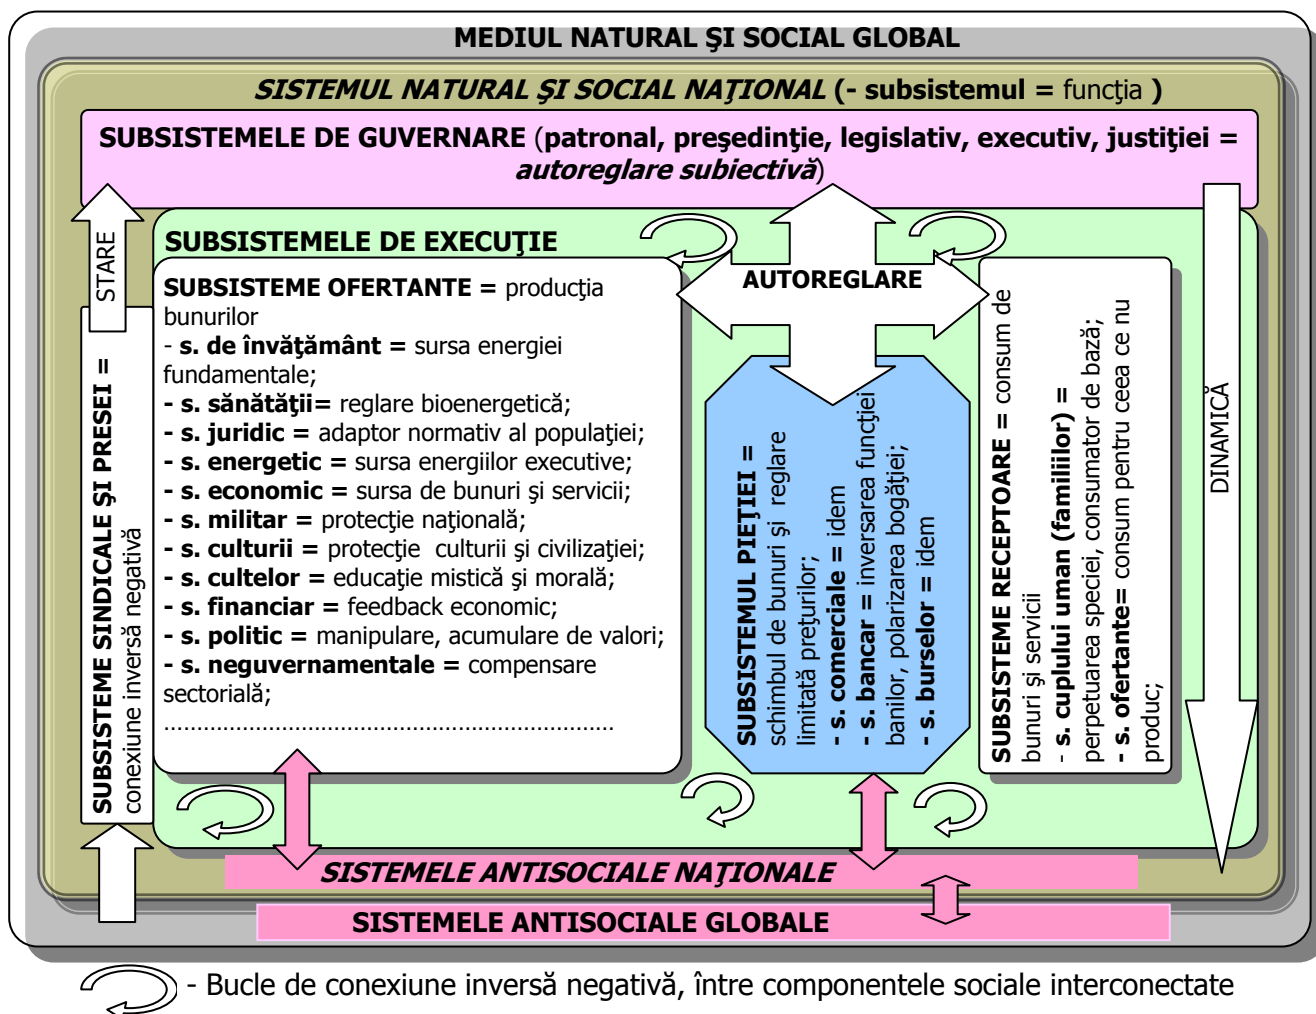 MEDIUL NATURAL ŞI SOCIAL GLOBAL
SISTEMUL NATURAL ŞI SOCIAL NAŢIONAL (- subsistemul = funcţia )
SUBSISTEMELE DE GUVERNARE (patronal, preşedinţie, legislativ, executiv, justiţiei =
autoreglare subiectivă)
STARE
SUBSISTEME SINDICALE ŞI PRESEI =
conexiune inversă negativă
SUBSISTEMELE DE EXECUŢIE
SUBSISTEME OFERTANTE = producţia
bunurilor
- s. de învăţământ = sursa energiei
fundamentale;
- s. sănătăţii= reglare bioenergetică;
- s. juridic = adaptor normativ al populaţiei;
- s. energetic = sursa energiilor executive;
- s. economic = sursa de bunuri şi servicii;
- s. militar = protecţie naţională;
- s. culturii = protecţie  culturii şi civilizaţiei;
- s. cultelor = educaţie mistică şi morală;
- s. financiar = feedback economic;
- s. politic = manipulare, acumulare de valori;
- s. neguvernamentale = compensare
sectorială;
....................................................................
AUTOREGLARE
SUBSISTEMUL PIEŢIEI =
schimbul de bunuri şi  reglare
limitată preţurilor;
- s. comerciale = idem
- s. bancar = inversarea funcţiei
banilor, polarizarea bogăţiei;
- s. burselor = idem
SUBSISTEME RECEPTOARE = consum de
bunuri şi servicii
- s. cuplului uman (familiilor) =
perpetuarea speciei, consumator de bază;
- s. ofertante= consum pentru ceea ce nu
produc;
DINAMICĂ
SISTEMELE ANTISOCIALE NAŢIONALE
SISTEMELE ANTISOCIALE GLOBALE
- Bucle de conexiune inversă negativă, între componentele sociale interconectate